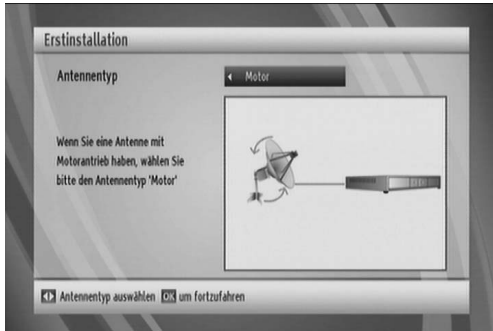 Erstinstallation
Antennentyp
Motor
Wenn Sie eine Antenne mit
Motorantrieb haben, wählen Sie
bitte den Antennentyp 'Motor'
Antennentyp auswählen OK um fortzufahren